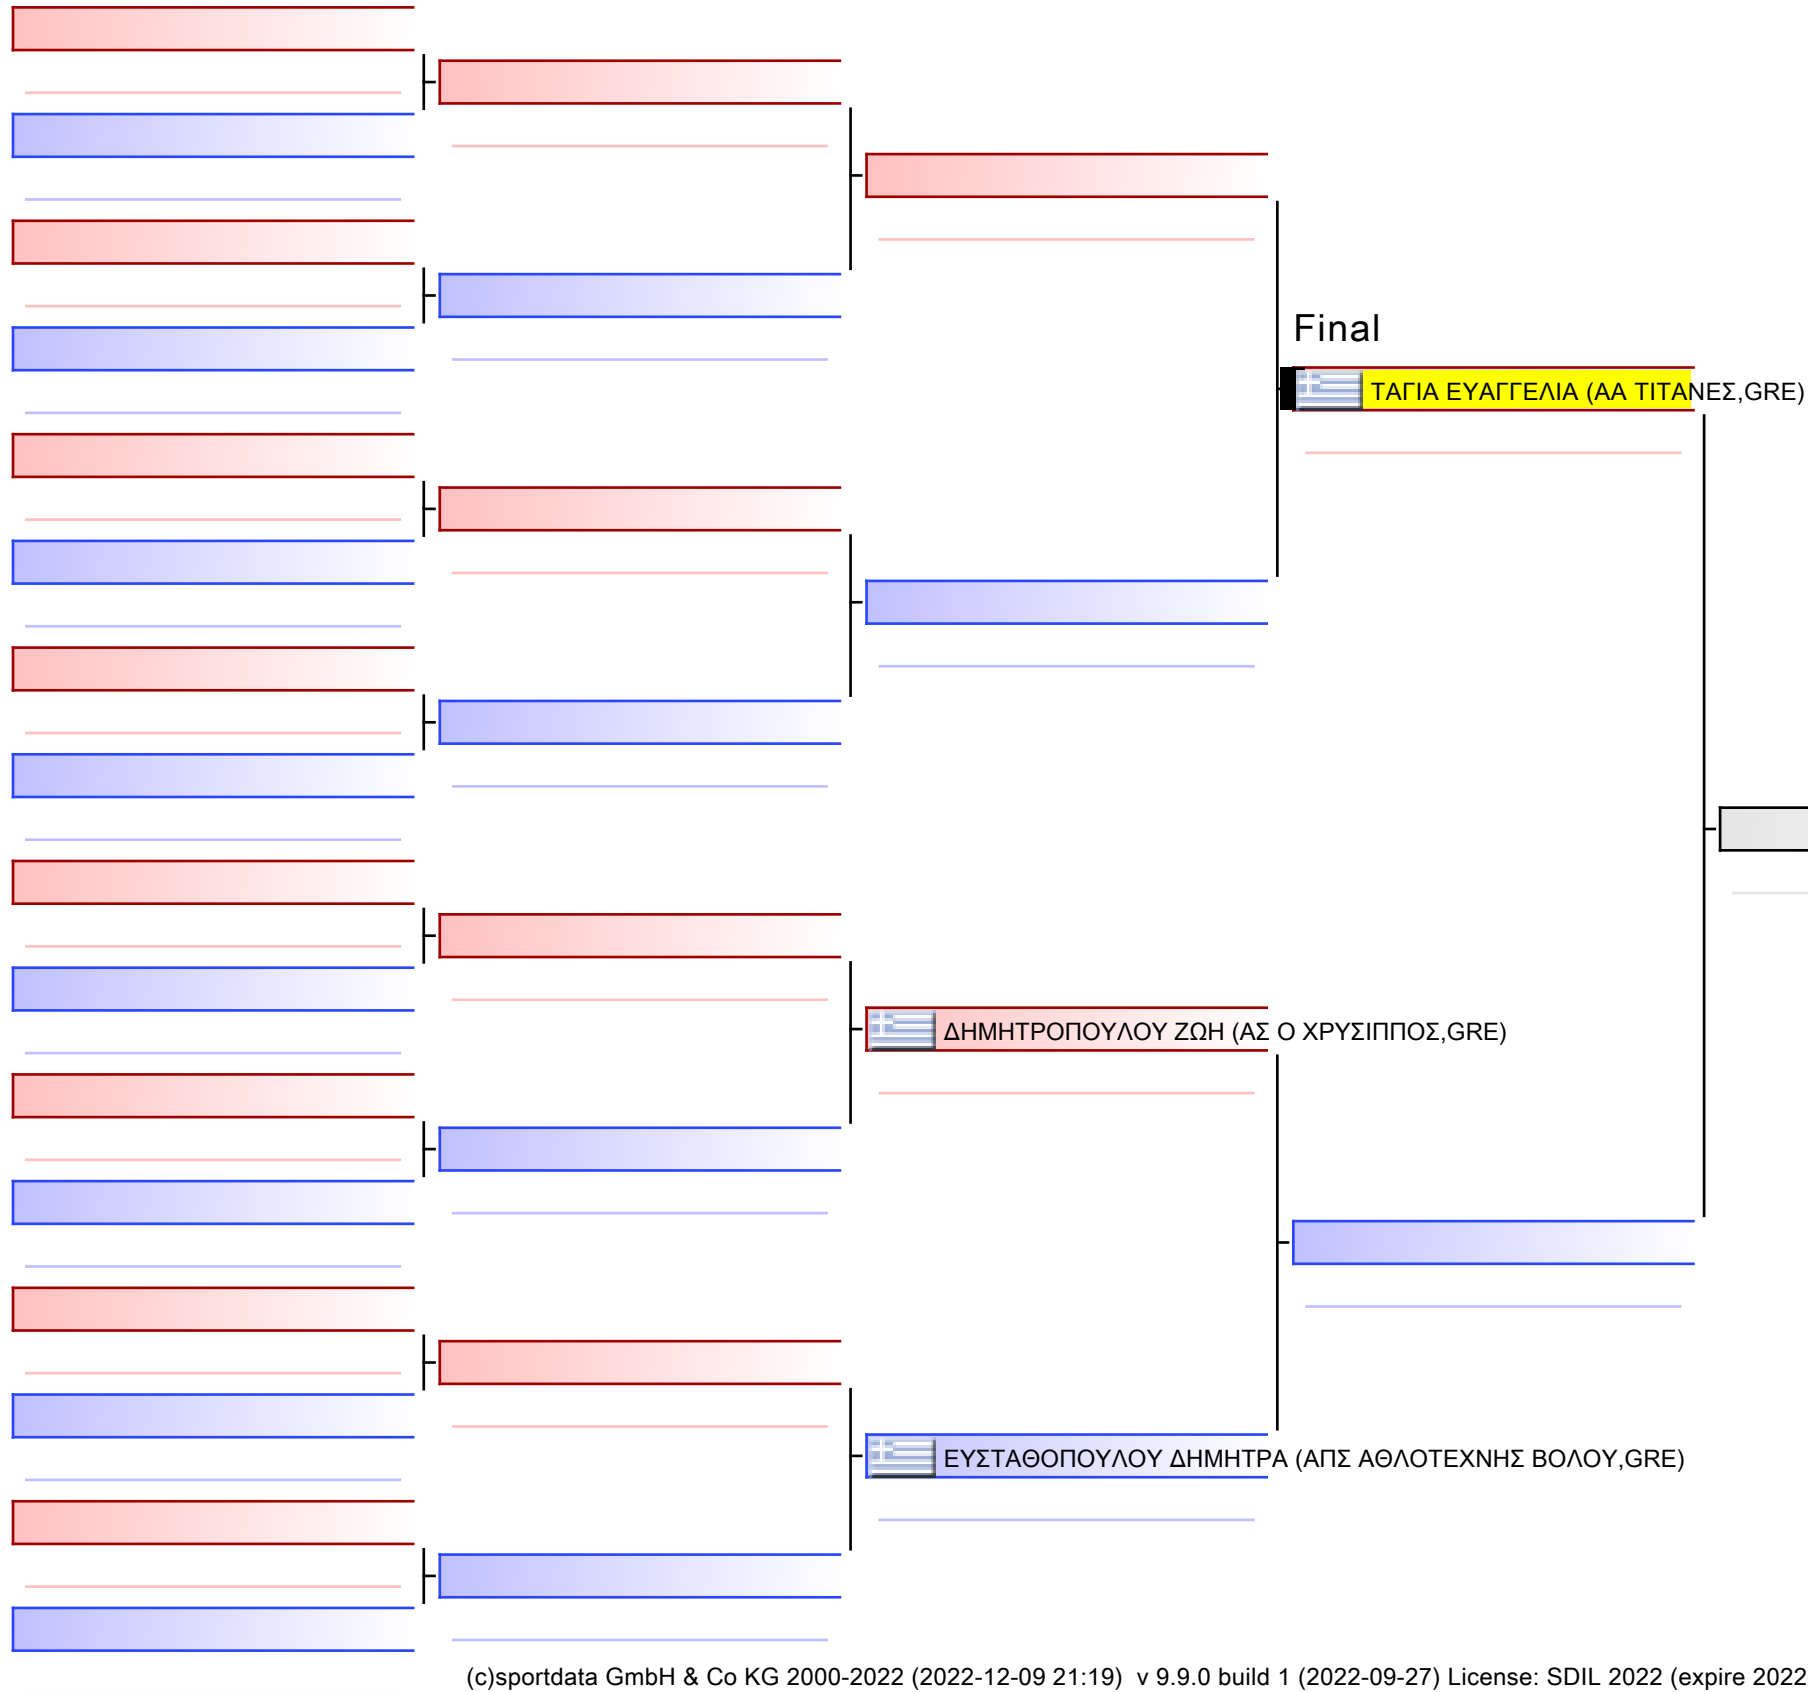 Final
ΤΑΓΙΑ ΕΥΑΓΓΕΛΙΑ (ΑΑ ΤΙΤΑΝΕΣ,GRE)
ΔΗΜΗΤΡΟΠΟΥΛΟΥ ΖΩΗ (ΑΣ Ο ΧΡΥΣΙΠΠΟΣ,GRE)
ΕΥΣΤΑΘΟΠΟΥΛΟΥ ΔΗΜΗΤΡΑ (ΑΠΣ ΑΘΛΟΤΕΧΝΗΣ ΒΟΛΟΥ,GRE)
(c)sportdata GmbH & Co KG 2000-2022 (2022-12-09 21:19) v 9.9.0 build 1 (2022-09-27) License: SDIL 2022 (expire 2022